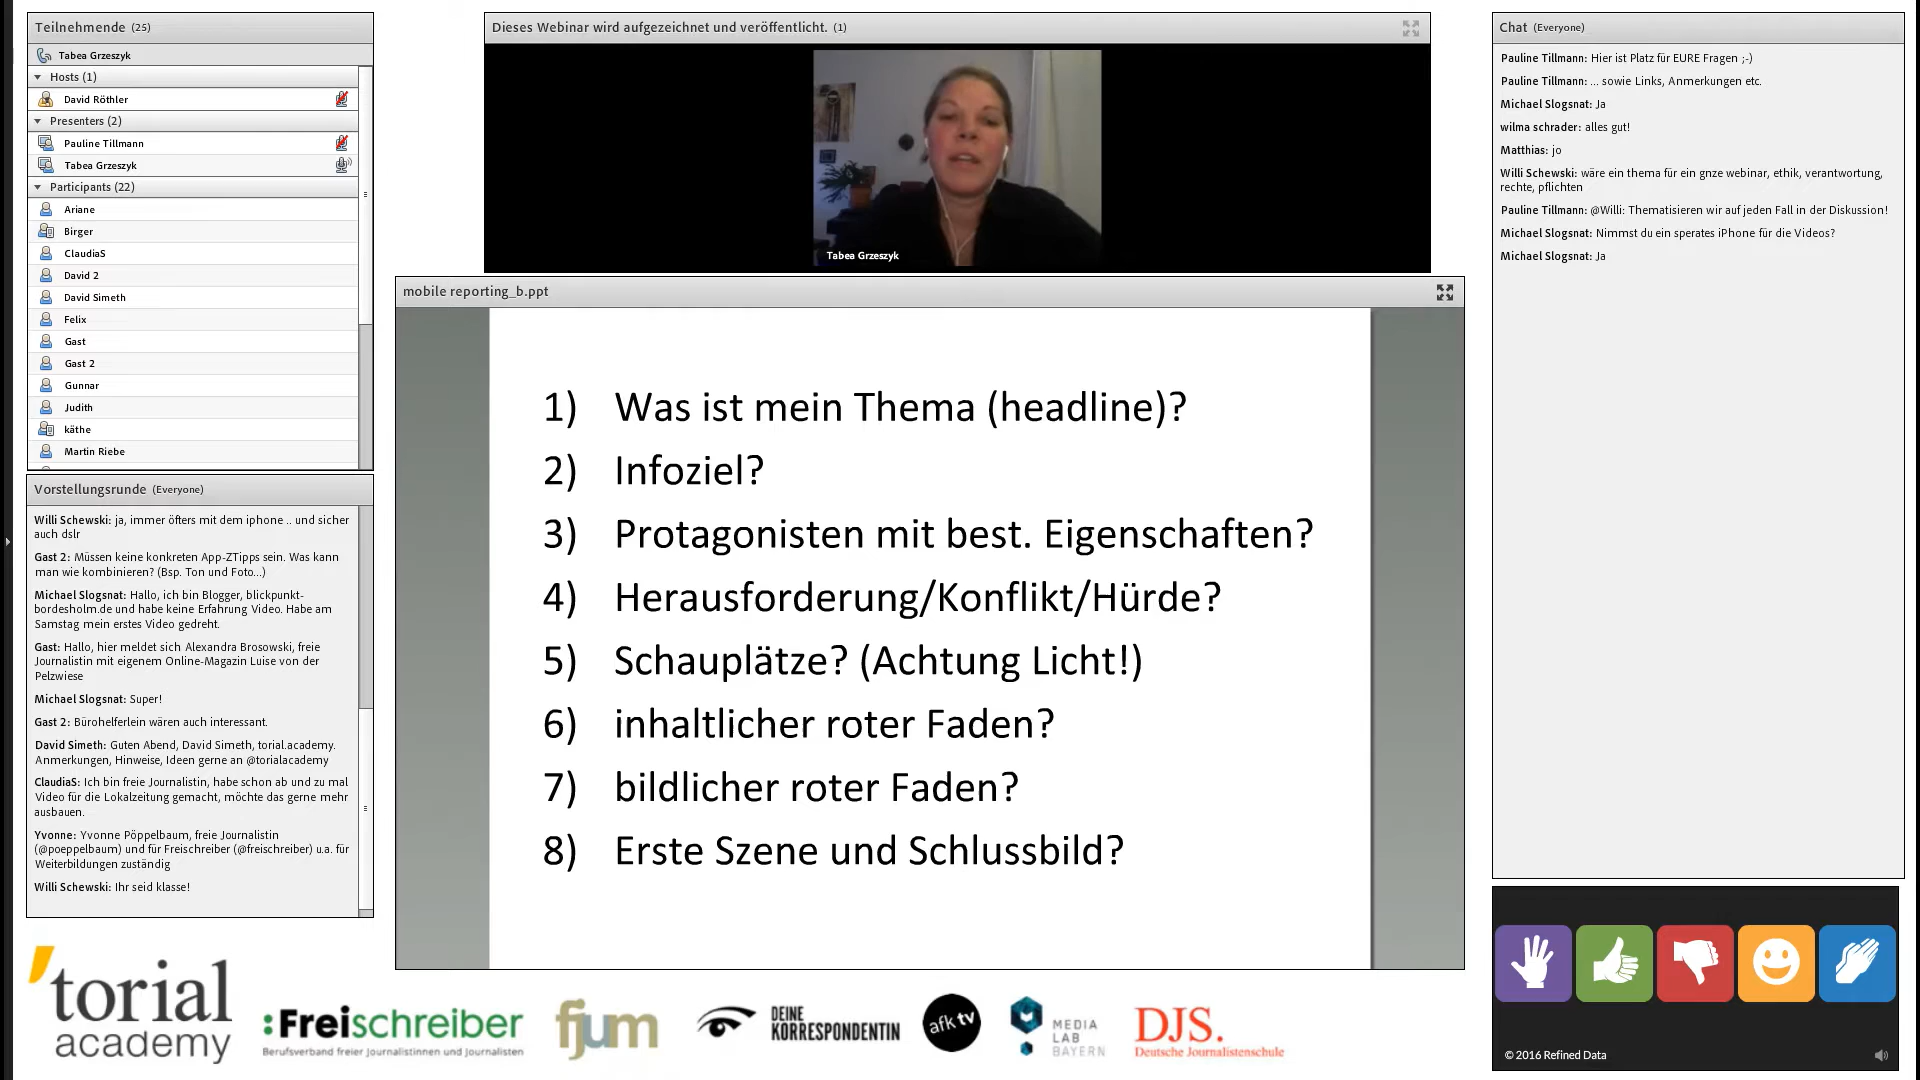 Teilnehmende (25)
Tabea Grzeszyk
Hosts (1)
David Röthler
Presenters (2)
Pauline Tillmann
Tabea Grzeszyk
Participants (22)
Ariane
Birger
ClaudiaS
David 2
David Simeth
Felix
Gast
Gast 2
Gunnar
Judith
käthe
Martin Riebe
Vorstellungsrunde (Everyone)
Willi Schewski: ja, immer öfters mit dem iphone .. und sicher
auch dslr
Gast 2: Müssen keine konkreten App-ZTipps sein. Was kann
man wie kombinieren? (Bsp. Ton und Foto...)
Michael Slogsnat: Hallo, ich bin Blogger, blickpunkt-
bordesholm.de und habe keine Erfahrung Video. Habe am
Samstag mein erstes Video gedreht.
Gast: Hallo, hier meldet sich Alexandra Brosowski, freie
Journalistin mit eigenem Online-Magazin Luise von der
Pelzwiese
Michael Slogsnat: Super!
Gast 2: Bürohelferlein wären auch interessant.
David Simeth: Guten Abend, David Simeth, torial.academy.
Anmerkungen, Hinweise, Ideen gerne an @torialacademy
ClaudiaS: Ich bin freie Journalistin, habe schon ab und zu mal
Video für die Lokalzeitung gemacht, möchte das gerne mehr
ausbauen.
Yvonne: Yvonne Pöppelbaum, freie Journalistin
(@poeppelbaum) und für Freischreiber (@freischreiber) u.a. für
Weiterbildungen zuständig
Willi Schewski: Ihr seid klasse!
Dieses Webinar wird aufgezeichnet und veröffentlicht. (1)
Tabea Grzeszyk
mobile reporting_b.ppt
1) Was ist mein Thema (headline)?
2) Infoziel?
3) Protagonisten mit best. Eigenschaften?
4) Herausforderung/Konflikt/Hürde?
5) Schauplätze? (Achtung Licht!)
6) inhaltlicher roter Faden?
7) bildlicher roter Faden?
8) Erste Szene und Schlussbild?
Chat (Everyone)
Pauline Tillmann: Hier ist Platz für EURE Fragen ;-)
Pauline Tillmann: ... sowie Links, Anmerkungen etc.
Michael Slogsnat: Ja
wilma schrader: alles gut!
Matthias: jo
Willi Schewski: wäre ein thema für ein gnze webinar, ethik, verantwortung,
rechte, pflichten
Pauline Tillmann: @Willi: Thematisieren wir auf jeden Fall in der Diskussion!
Michael Slogsnat: Nimmst du ein sperates iPhone für die Videos?
Michael Slogsnat: Ja
© 2016 Refined Data
'torial
academy
:Freischreiber
Berufsverband freier Journalistinnen und Journalisten
fjum
DEINE
KORRESPONDENTIN
afk tv
MEDIA
LAB
BAYERN
DJS.
Deutsche Journalistenschule